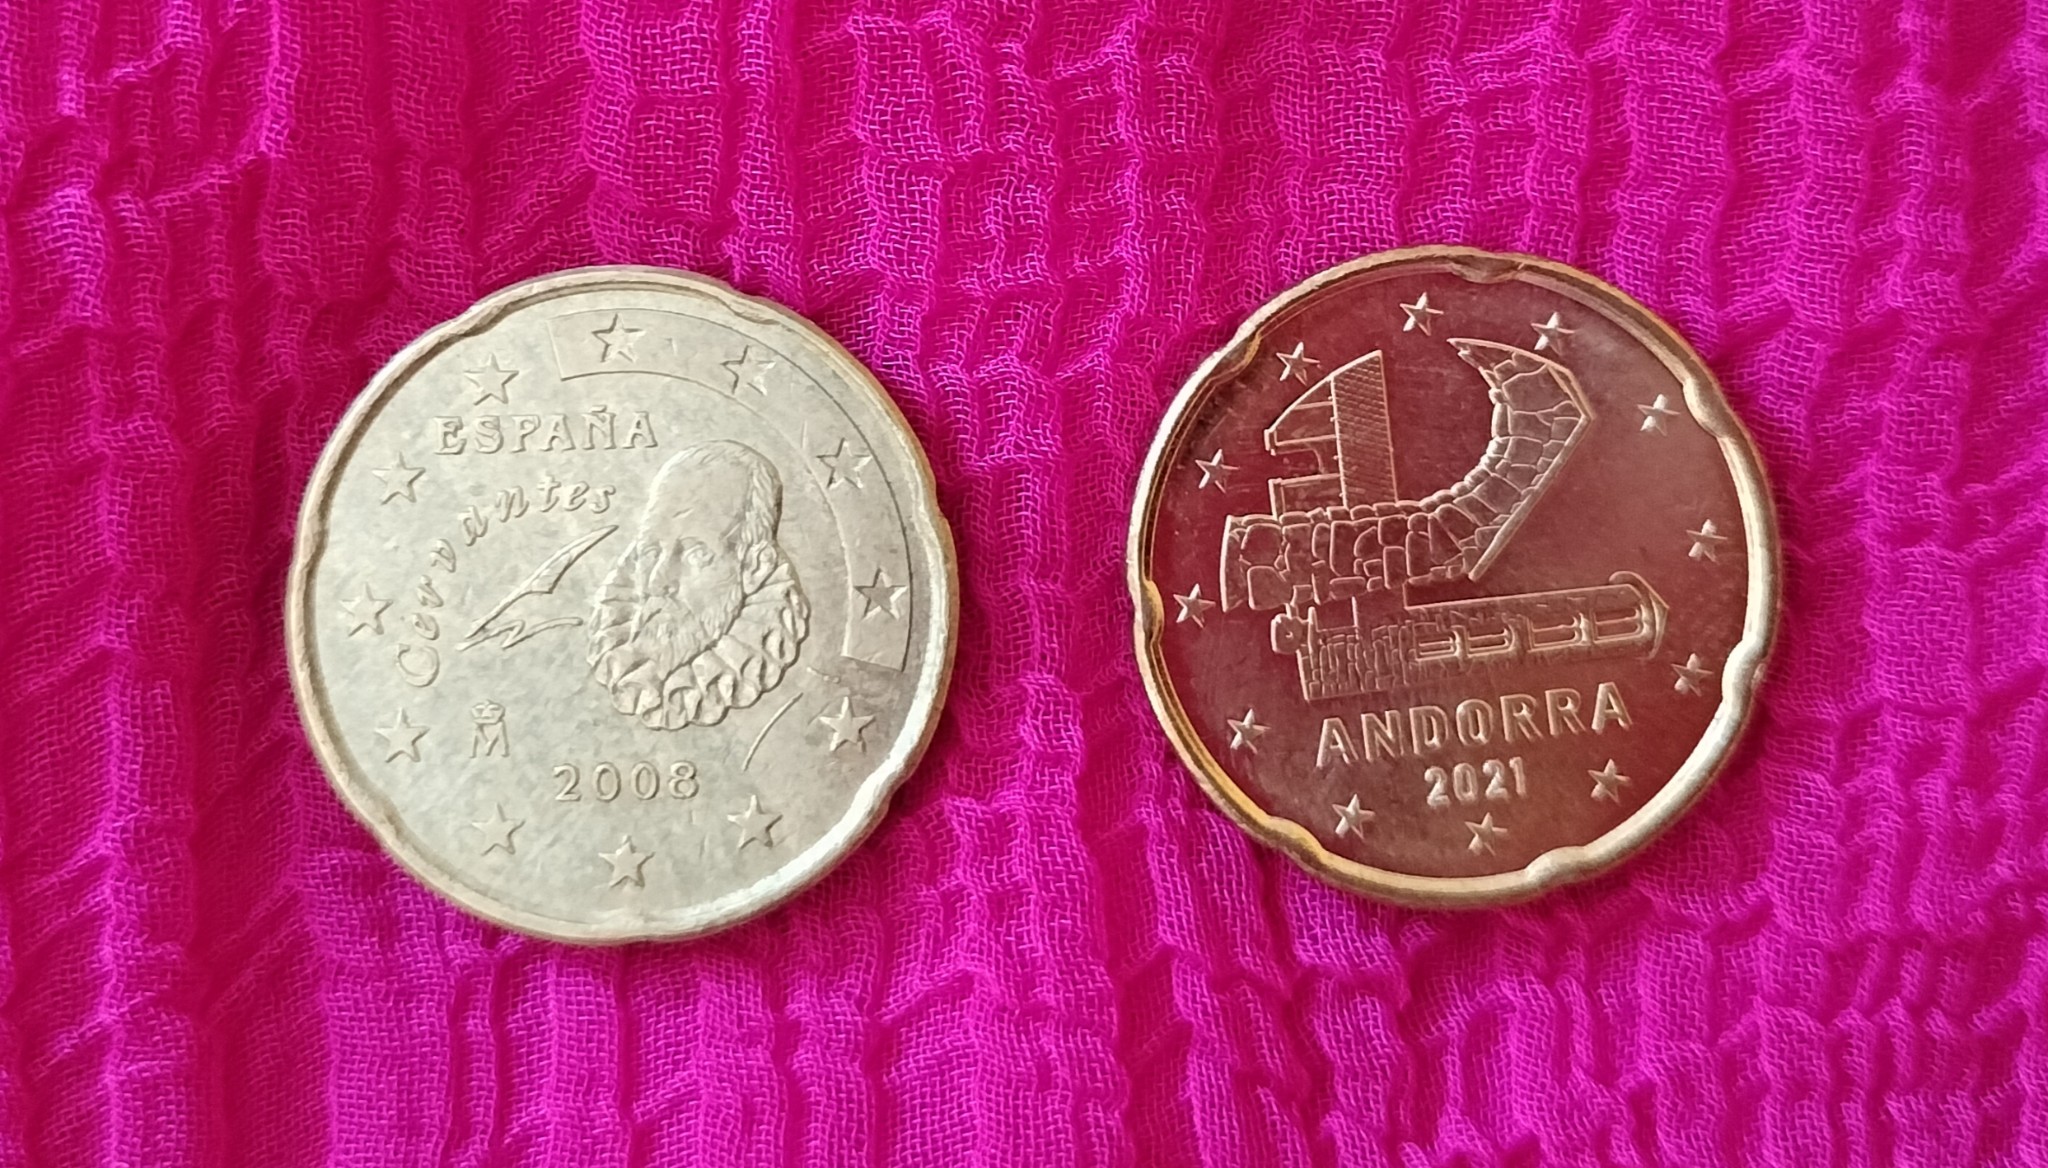 ESPAÑA
Cervantes
M
2008
ANDORRA
2021